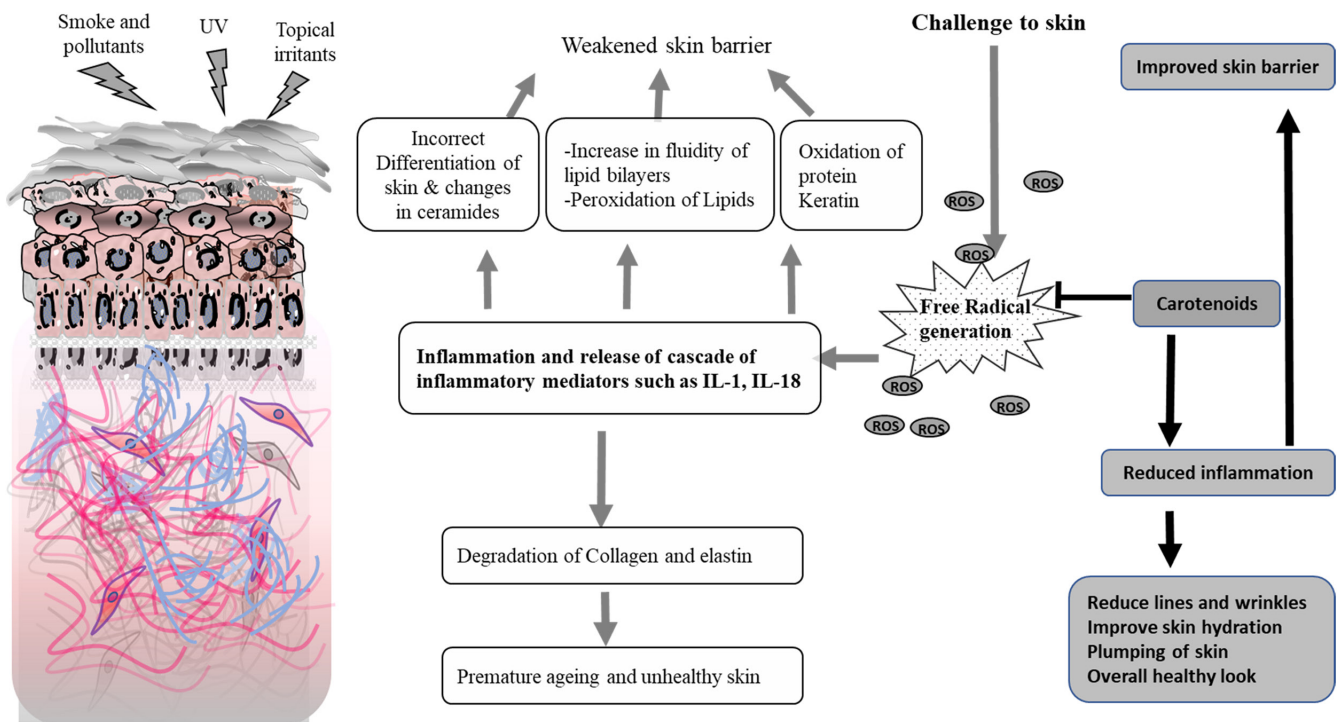 Smoke and
pollutants
UV
Topical
irritants
Weakened skin barrier
Challenge to skin
Improved skin barrier
Incorrect
Differentiation of
skin & changes
in ceramides
-Increase in fluidity of
lipid bilayers
-Peroxidation of Lipids
Oxidation of
protein
Keratin
ROS
ROS
ROS
Free Radical
generation
Carotenoids
Inflammation and release of cascade of
inflammatory mediators such as IL-1, IL-18
ROS
ROS
ROS
ROS
Reduced inflammation
Degradation of Collagen and elastin
Reduce lines and wrinkles
Improve skin hydration
Plumping of skin
Overall healthy look
Premature ageing and unhealthy skin